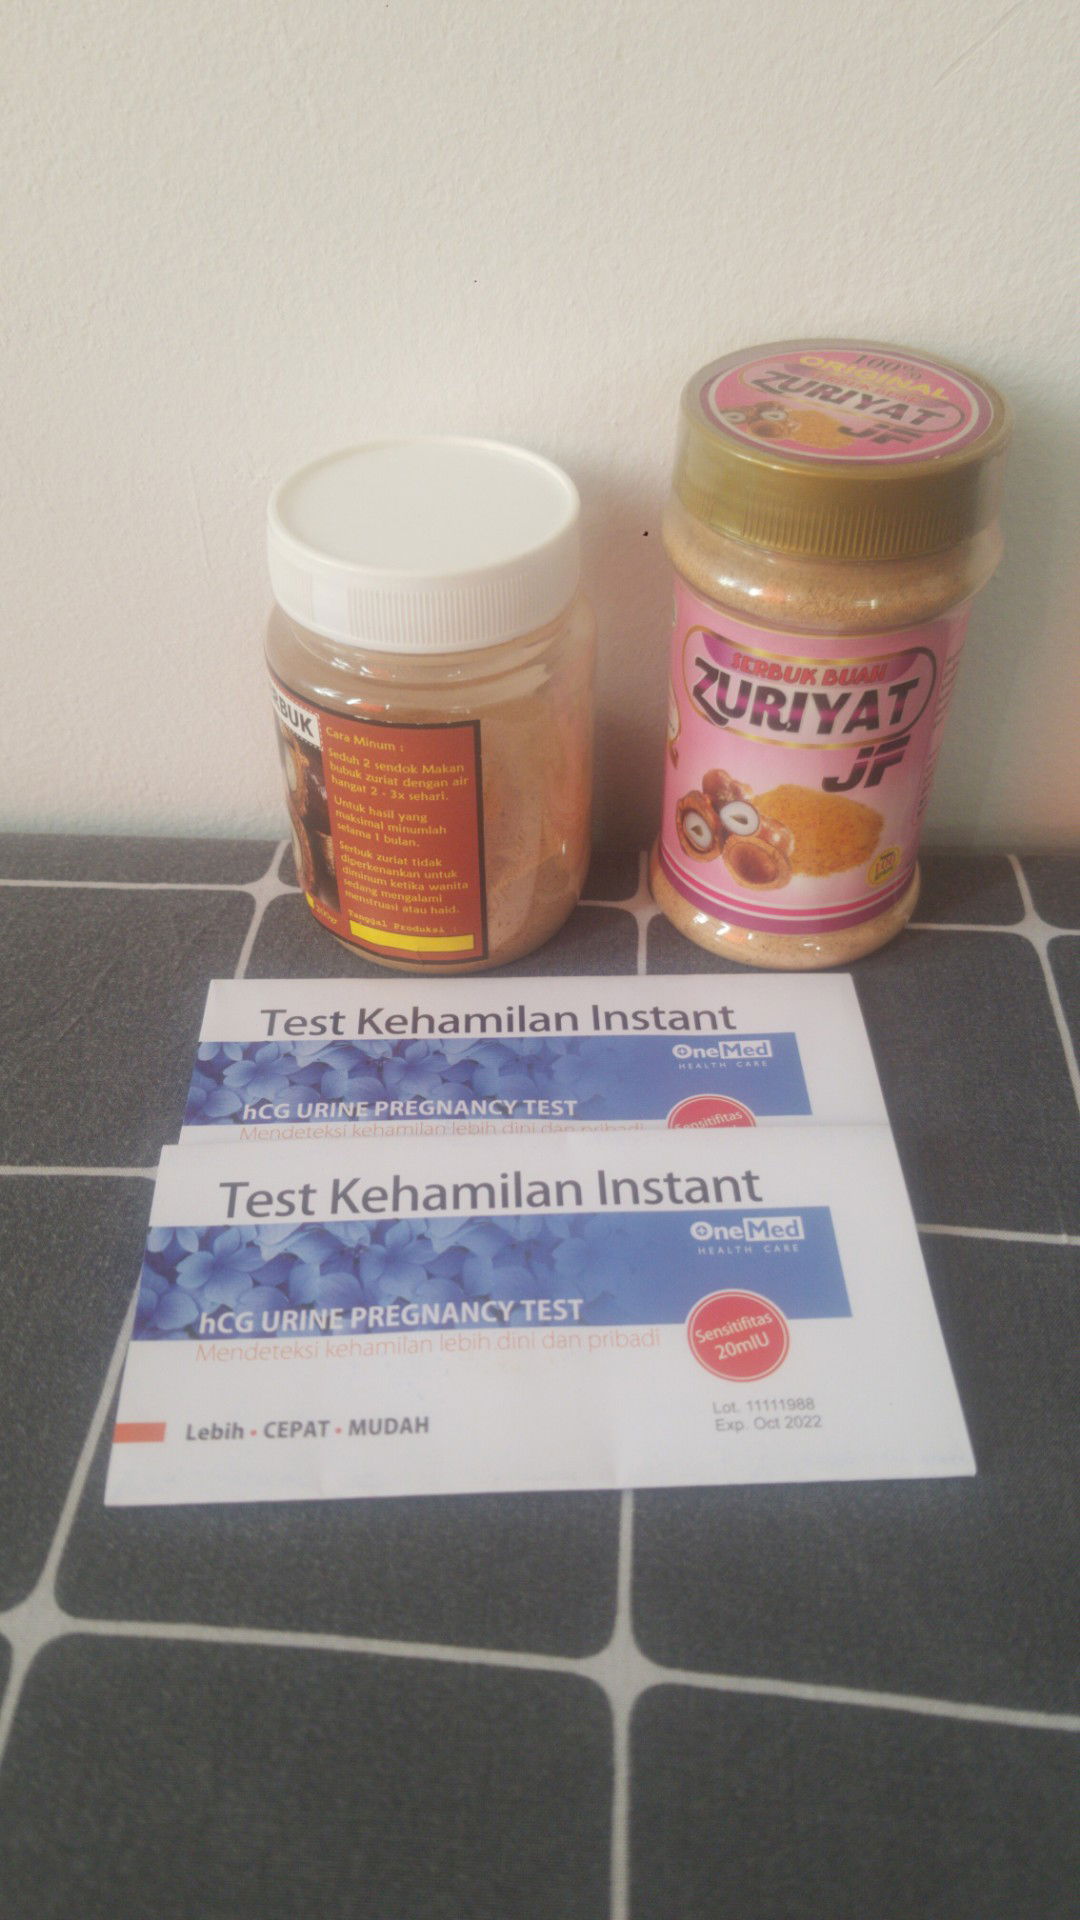 100%
ORIGINAL
ZURIYAT
JF
SERBUK BUAH
ZURIYAT
JF
RBUK
Cara Minum :
Seduh 2 sendok Makan
bubuk zuriat dengan air
hangat 2 - 3x sehari.
Untuk hasil yang
maksimal minumlah
selama 1 bulan.
Serbuk zuriat tidak
diperkenankan untuk
diminum ketika wanita
sedang mengalami
menstruasi atau haid.
Tanggal Produksi :
Test Kehamilan Instant
OneMed
HEALTH CARE
hCG URINE PREGNANCY TEST
Mendeteksi kehamilan lebih dini dan pribadi
Sensitifitas
Test Kehamilan Instant
OneMed
HEALTH CARE
hCG URINE PREGNANCY TEST
Mendeteksi kehamilan lebih dini dan pribadi
Sensitifitas
20mIU
Lebih • CEPAT • MUDAH
Lot. 11111988
Exp. Oct 2022